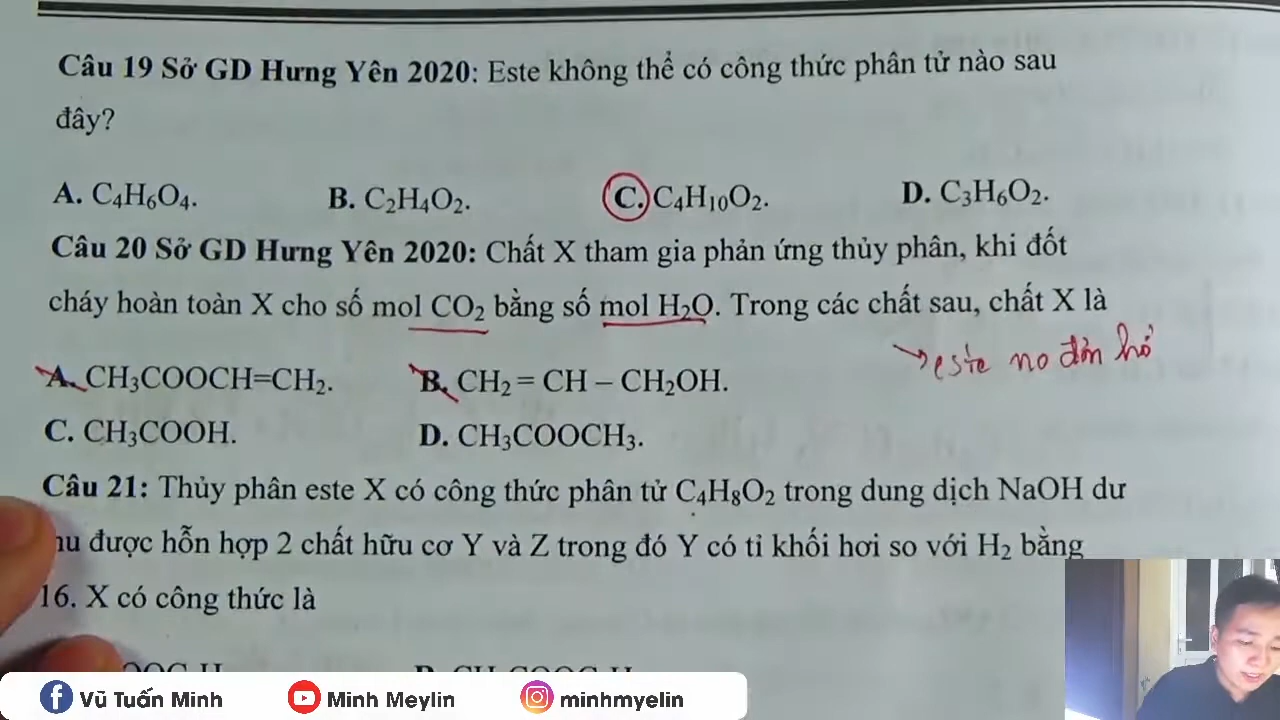 Câu 19 Sở GD Hưng Yên 2020: Este không thể có công thức phân tử nào sau
đây?
A. C₄H₆O₄. B. C₂H₄O₂. C. C₄H₁₀O₂. D. C₃H₆O₂.
Câu 20 Sở GD Hưng Yên 2020: Chất X tham gia phản ứng thủy phân, khi đốt
cháy hoàn toàn X cho số mol CO₂ bằng số mol H₂O. Trong các chất sau, chất X là
→ este no đơn hở
A. CH₃COOCH=CH₂. B. CH₂ = CH – CH₂OH.
C. CH₃COOH. D. CH₃COOCH₃.
Câu 21: Thủy phân este X có công thức phân tử C₄H₈O₂ trong dung dịch NaOH dư
được hỗn hợp 2 chất hữu cơ Y và Z trong đó Y có tỉ khối hơi so với H₂ bằng
16. X có công thức là
Vũ Tuấn Minh Minh Meylin minhmyelin